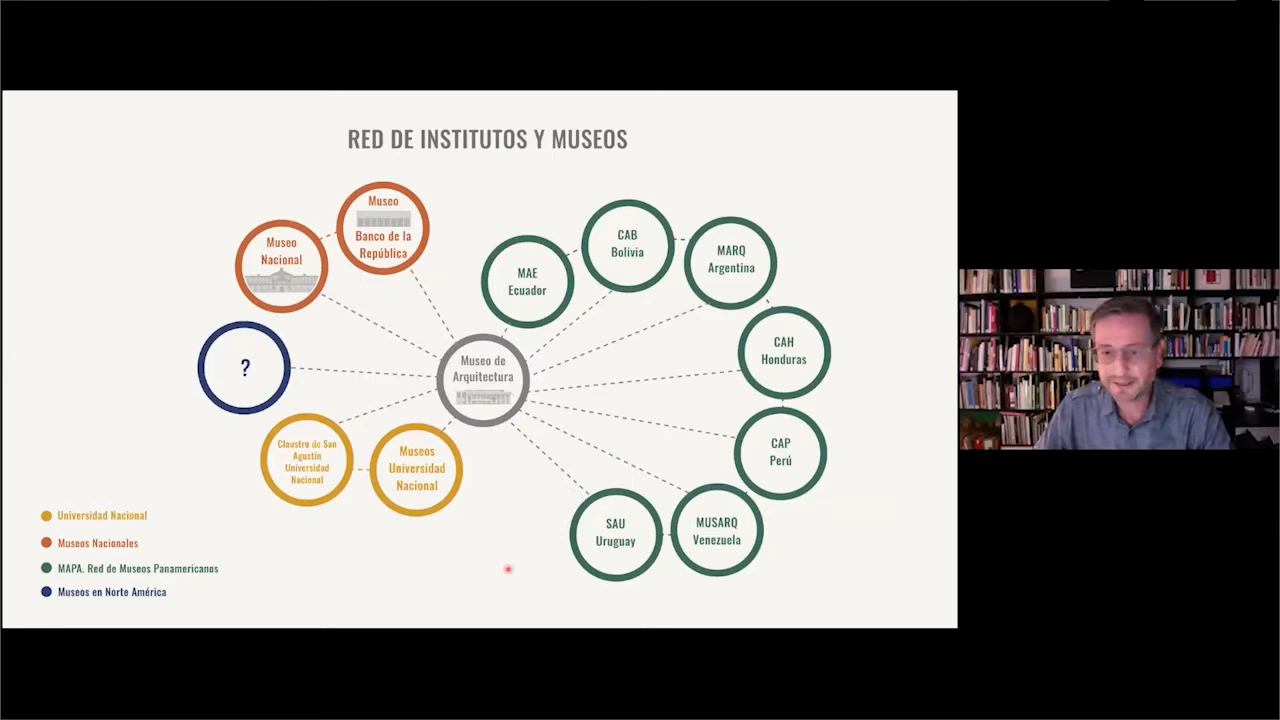 RED DE INSTITUTOS Y MUSEOS
Museo
Banco de la
República
Museo
Nacional
MAE
Ecuador
CAB
Bolivia
MARQ
Argentina
CAH
Honduras
?
Museo de
Arquitectura
CAP
Perú
Claustro de San
Agustín
Universidad
Nacional
Museos
Universidad
Nacional
SAU
Uruguay
MUSARQ
Venezuela
Universidad Nacional
Museos Nacionales
MAPA. Red de Museos Panamericanos
Museos en Norte América